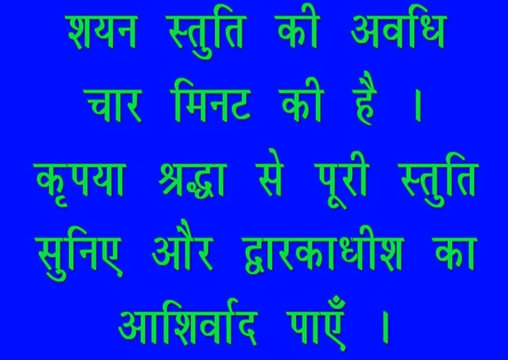 शयन स्तुति की अवधि
चार मिनट की है ।
कृपया श्रद्धा से पूरी स्तुति
सुनिए और द्वारकाधीश का
आशिर्वाद पाएँ ।